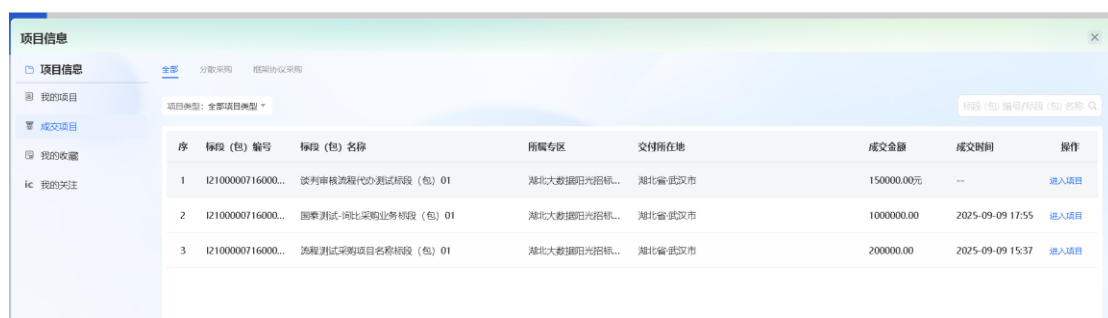 项目信息
项目信息
我的项目
成交项目
我的收藏
ic 我的关注
全部 分散采购 框架协议采购
项目类型：全部项目类型
标段（包）编号/标段（包）名称
序 标段（包）编号 标段（包）名称 所属专区 交付所在地 成交金额 成交时间 操作
1 I2100000716000... 谈判审核流程代办测试标段（包）01 湖北大数据阳光招标... 湖北省·武汉市 150000.00元 -- 进入项目
2 I2100000716000... 国泰测试-询比采购业务标段（包）01 湖北大数据阳光招标... 湖北省·武汉市 1000000.00 2025-09-09 17:55 进入项目
3 I2100000716000... 流程测试采购项目名称标段（包）01 湖北大数据阳光招标... 湖北省·武汉市 200000.00 2025-09-09 15:37 进入项目